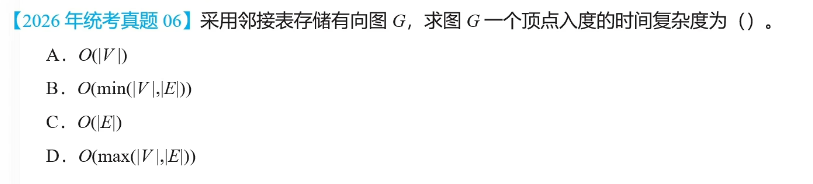 【2026 年统考真题 06】采用邻接表存储有向图 G，求图 G 一个顶点入度的时间复杂度为（）。
A．O(|V|)
B．O(min(|V|,|E|))
C．O(|E|)
D．O(max(|V|,|E|))